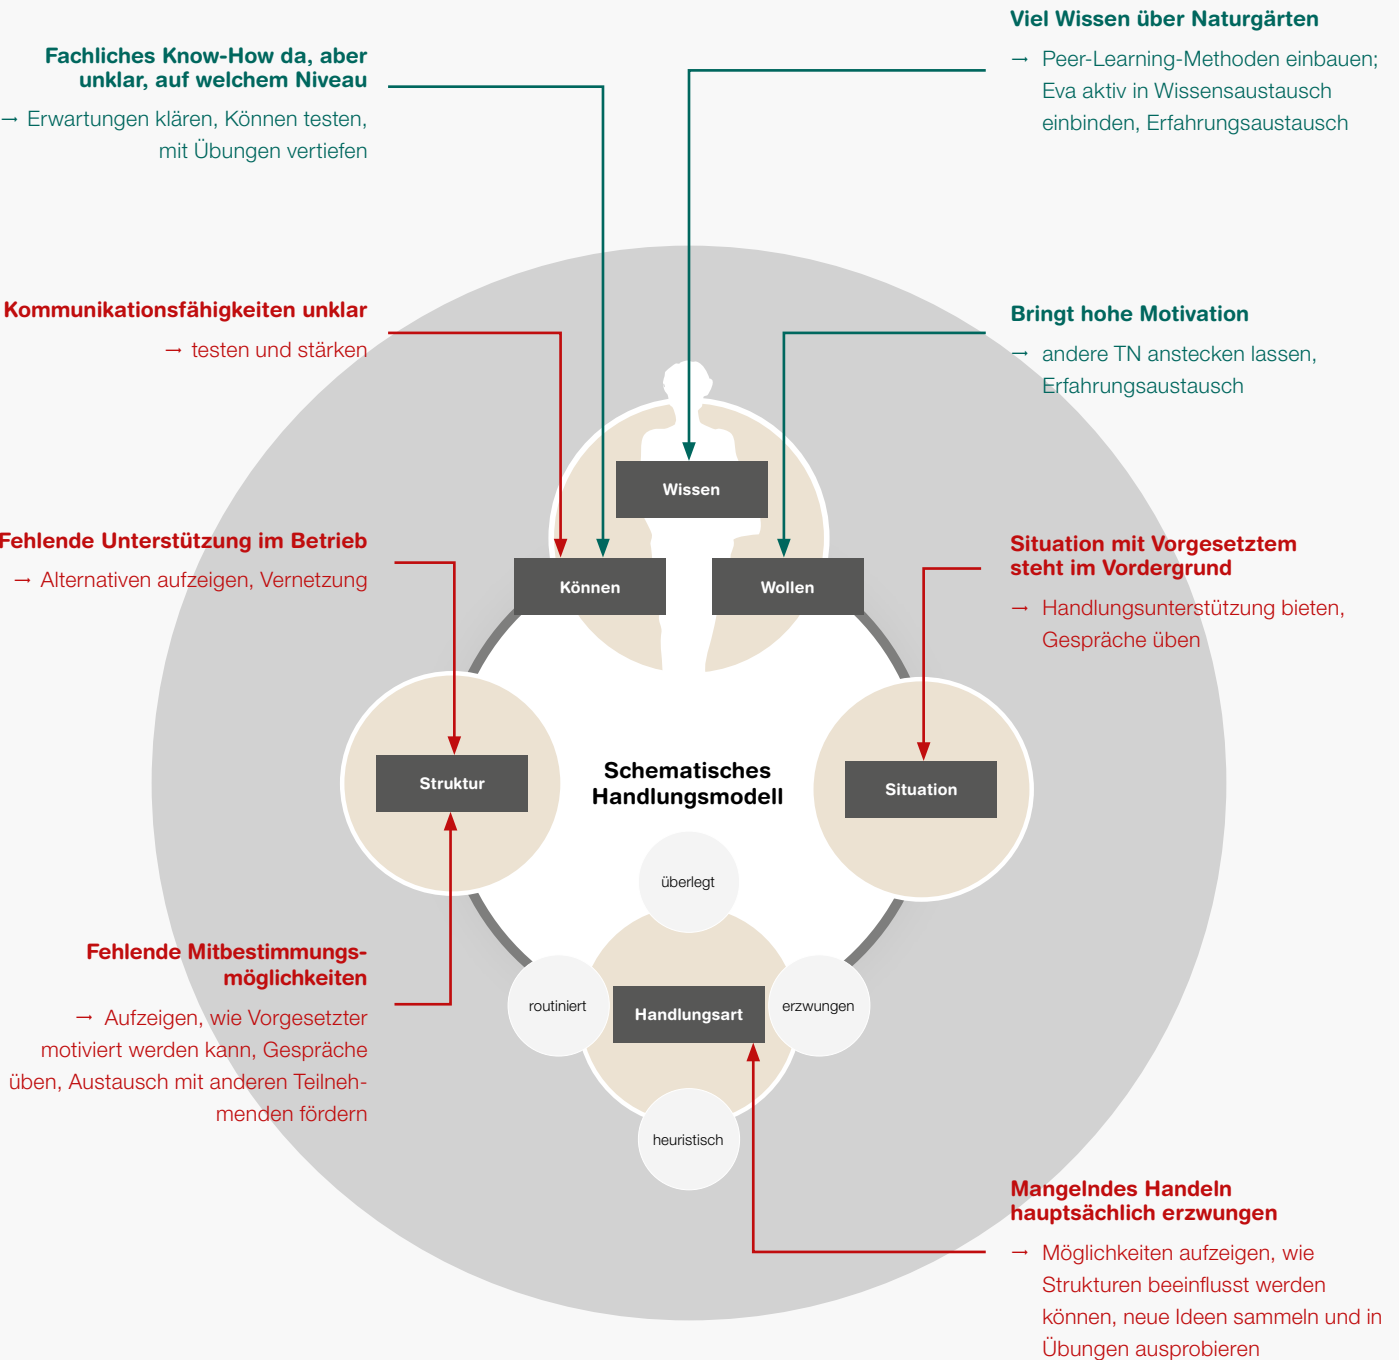 Viel Wissen über Naturgärten
→ Peer-Learning-Methoden einbauen;
Eva aktiv in Wissensaustausch
einbinden, Erfahrungsaustausch
Fachliches Know-How da, aber
unklar, auf welchem Niveau
→ Erwartungen klären, Können testen,
mit Übungen vertiefen
Kommunikationsfähigkeiten unklar
→ testen und stärken
Bringt hohe Motivation
→ andere TN anstecken lassen,
Erfahrungsaustausch
Wissen
Können
Wollen
Fehlende Unterstützung im Betrieb
→ Alternativen aufzeigen, Vernetzung
Situation mit Vorgesetztem
steht im Vordergrund
→ Handlungsunterstützung bieten,
Gespräche üben
Struktur
Schematisches
Handlungsmodell
Situation
überlegt
routiniert
Handlungsart
erzwungen
heuristisch
Fehlende Mitbestimmungs-
möglichkeiten
→ Aufzeigen, wie Vorgesetzter
motiviert werden kann, Gespräche
üben, Austausch mit anderen Teilneh-
menden fördern
Mangelndes Handeln
hauptsächlich erzwungen
→ Möglichkeiten aufzeigen, wie
Strukturen beeinflusst werden
können, neue Ideen sammeln und in
Übungen ausprobieren